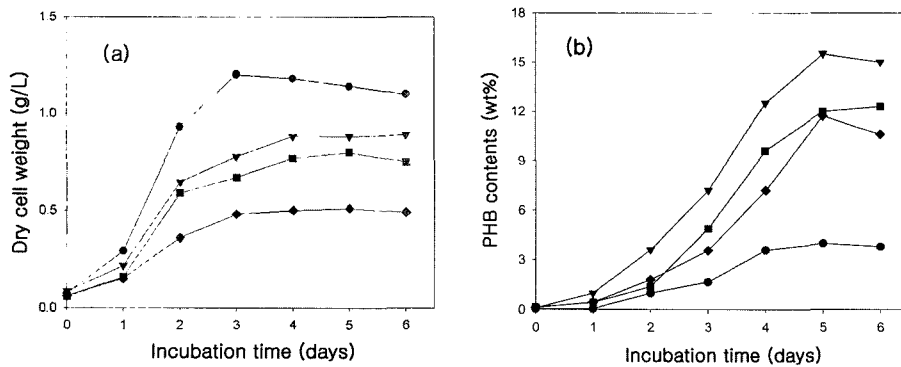 (a)
Dry cell weight (g/L)
1.5
1.0
0.5
0.0
0 1 2 3 4 5 6
Incubation time (days)
(b)
PHB contents (wt%)
18
15
12
9
6
3
0
0 1 2 3 4 5 6
Incubation time (days)